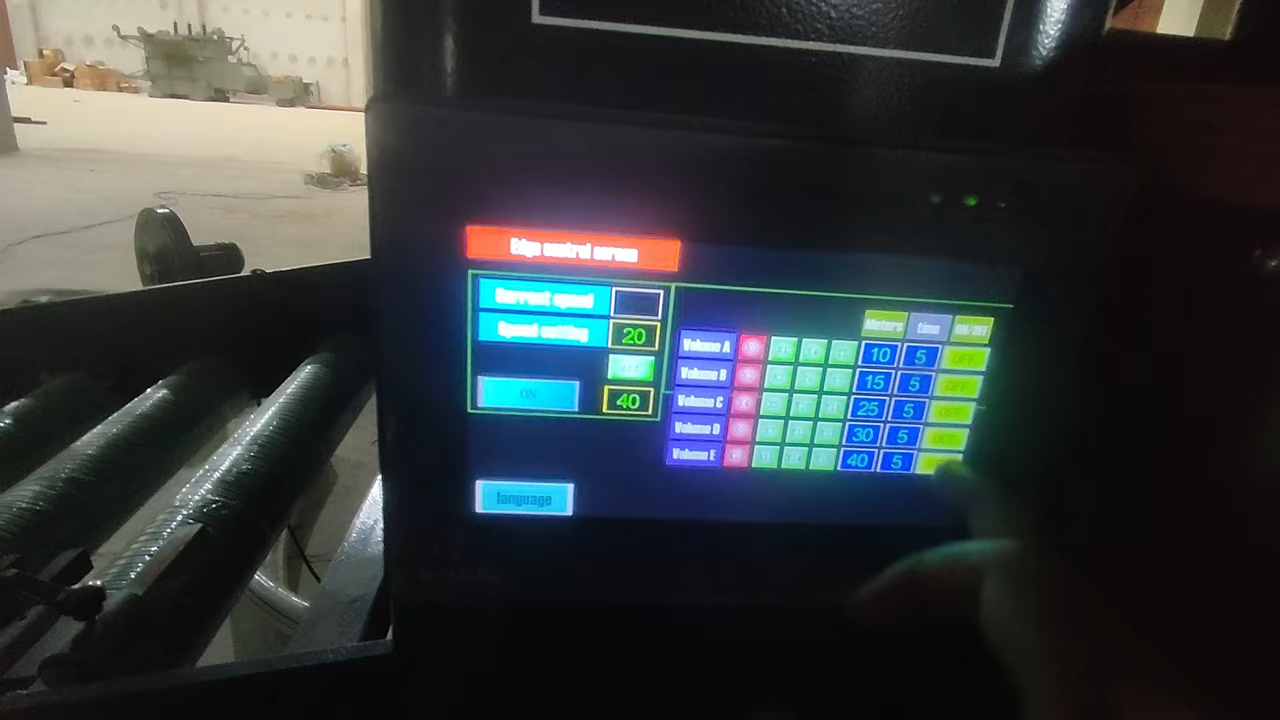 Edge control screen
Current speed
Speed setting 20
off
ON 40
Meters time ON/OFF
Volume A 10 5 OFF
Volume B 15 5 OFF
Volume C 25 5 OFF
Volume D 30 5 OFF
Volume E 40 5
language